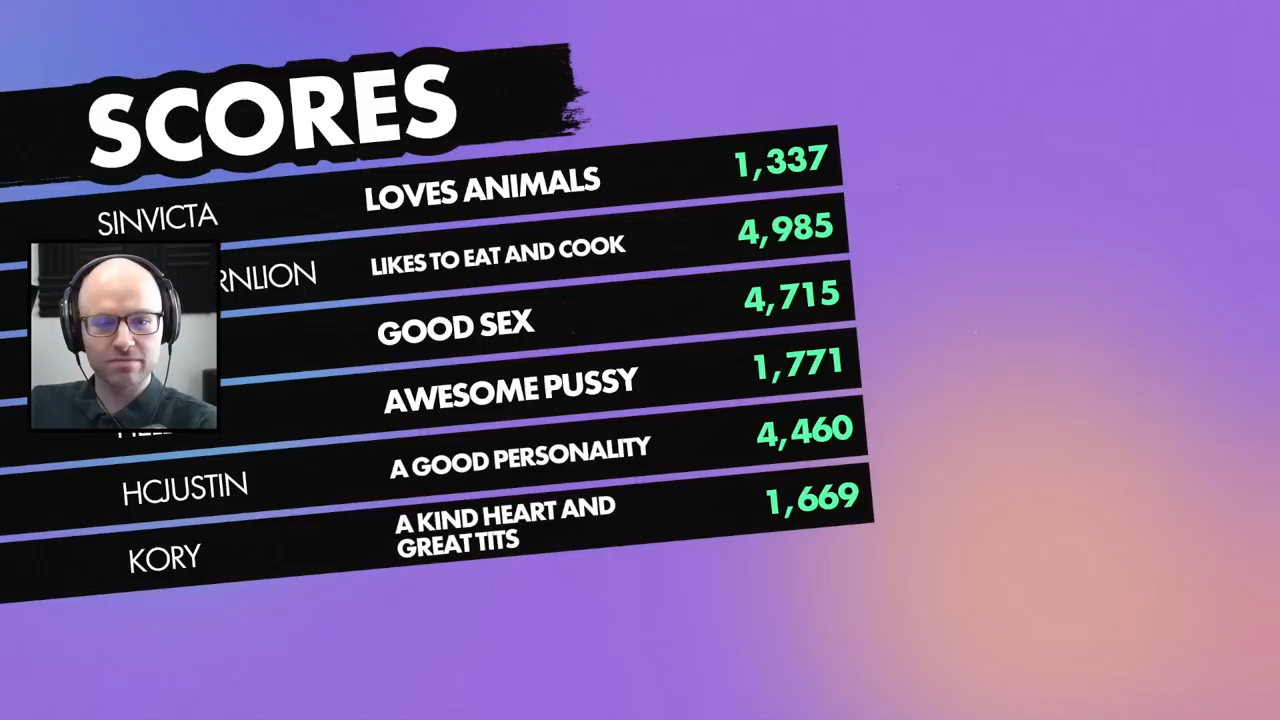 SCORES
SINVICTA LOVES ANIMALS 1,337
LIKES TO EAT AND COOK 4,985
GOOD SEX 4,715
AWESOME PUSSY 1,771
HCJUSTIN A GOOD PERSONALITY 4,460
KORY A KIND HEART AND
GREAT TITS 1,669